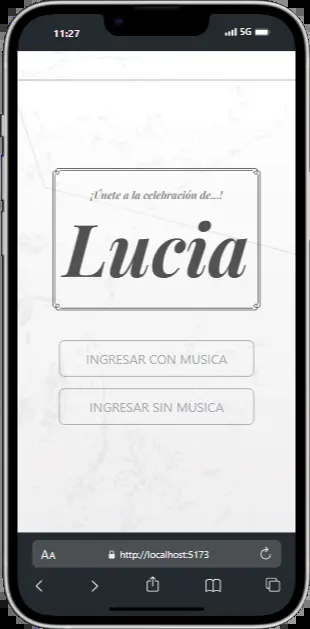 11:27
5G
¡Únete a la celebración de...!
Lucia
INGRESAR CON MUSICA
INGRESAR SIN MUSICA
AA
http://localhost:5173